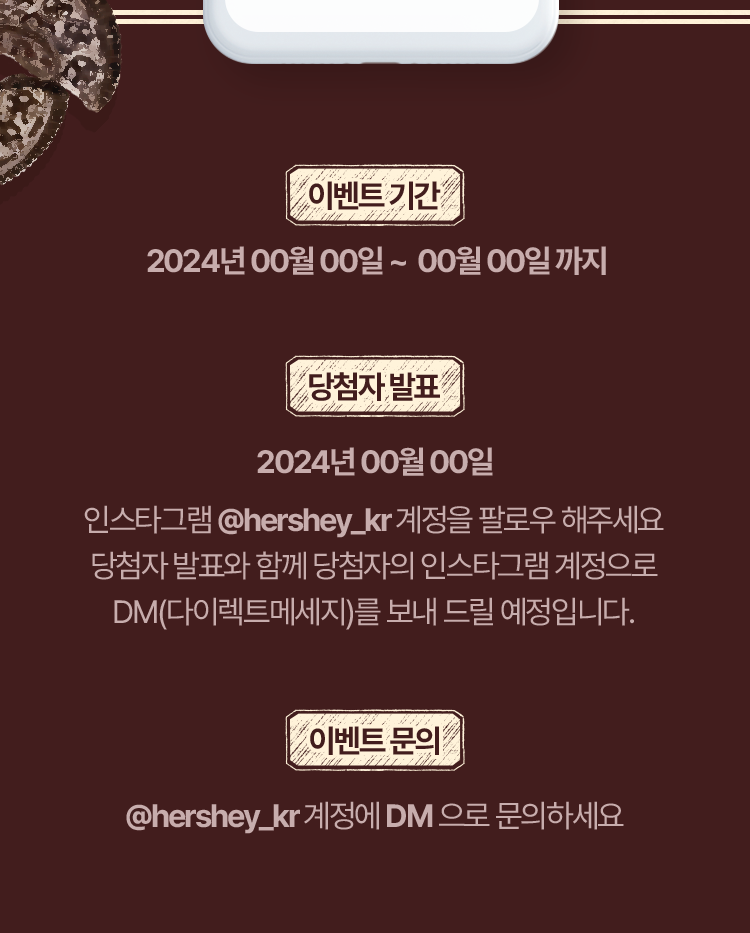 이벤트 기간
2024년 00월 00일 ~ 00월 00일 까지
당첨자 발표
2024년 00월 00일
인스타그램 @hershey_kr 계정을 팔로우 해주세요
당첨자 발표와 함께 당첨자의 인스타그램 계정으로
DM(다이렉트메세지)를 보내 드릴 예정입니다.
이벤트 문의
@hershey_kr 계정에 DM 으로 문의하세요